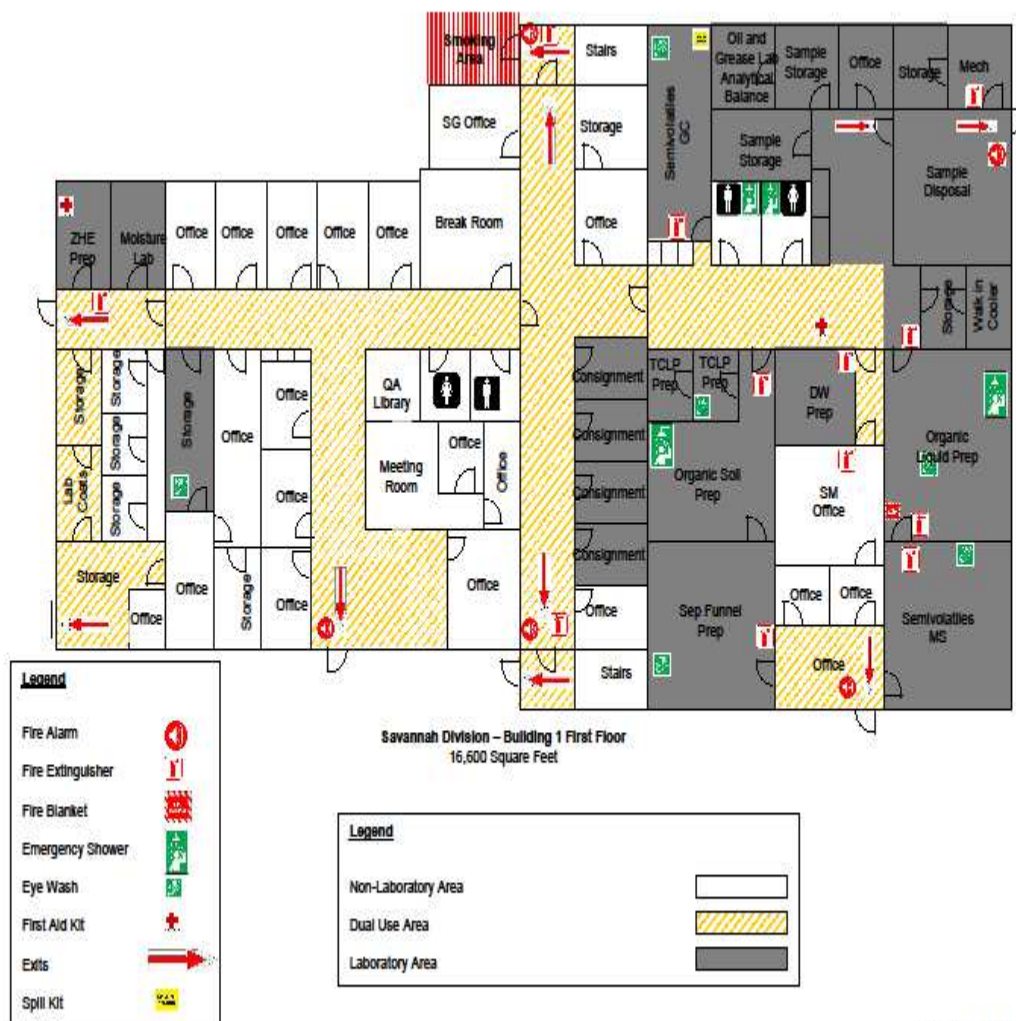 Smoking
Area
Stairs
Oil and
Grease Lab
Analytical
Balance
Sample
Storage
Office
Storage
Mech
SG Office
Storage
Semivolatiles
GC
Sample
Storage
Sample
Disposal
ZHE
Prep
Moisture
Lab
Office
Office
Office
Office
Office
Break Room
Office
Storage
Walk in
Cooler
Storage
Storage
Storage
Office
Office
QA
Library
Consignment
TCLP
Prep
TCLP
Prep
DW
Prep
Lab
Coats
Storage
Storage
Office
Meeting
Room
Office
Office
Consignment
Consignment
Organic Soil
Prep
SM
Office
Organic
Liquid Prep
Storage
Office
Office
Storage
Office
Office
Consignment
Office
Sep Funnel
Prep
Office
Office
Semivolatiles
MS
Stairs
Office
Savannah Division – Building 1 First Floor
16,600 Square Feet
Legend
Fire Alarm
Fire Extinguisher
Fire Blanket
Emergency Shower
Eye Wash
First Aid Kit
Exits
Spill Kit
Legend
Non-Laboratory Area
Dual Use Area
Laboratory Area